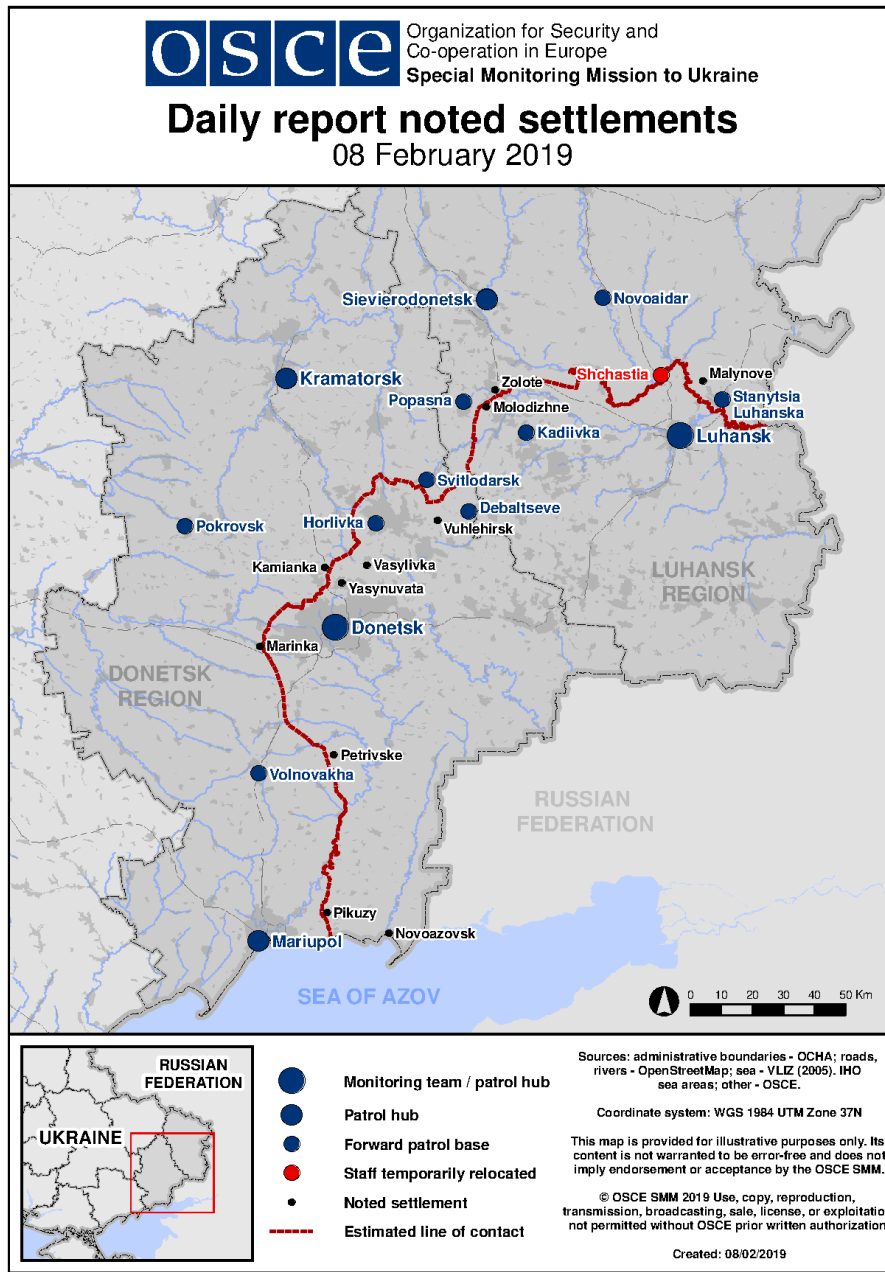 osce
Organization for Security and
Co-operation in Europe
Special Monitoring Mission to Ukraine
Daily report noted settlements
08 February 2019
Sievierodonetsk
Novoaidar
Shchastia
Malynove
Kramatorsk
Zolote
Popasna
Molodizhne
Stanytsia
Luhanska
Kadiivka
Luhansk
Svitlodarsk
Debaltseve
Pokrovsk
Horlivka
Vuhlehirsk
Kamianka
Vasylivka
Yasynuvata
LUHANSK
REGION
Donetsk
Marinka
DONETSK
REGION
Petrivske
Volnovakha
RUSSIAN
FEDERATION
Pikuzy
Novoazovsk
Mariupol
SEA OF AZOV
0 10 20 30 40 50 Km
RUSSIAN
FEDERATION
UKRAINE
Monitoring team / patrol hub
Patrol hub
Forward patrol base
Staff temporarily relocated
Noted settlement
Estimated line of contact
Sources: administrative boundaries - OCHA; roads,
rivers - OpenStreetMap; sea - VLIZ (2005). IHO
sea areas; other - OSCE.
Coordinate system: WGS 1984 UTM Zone 37N
This map is provided for illustrative purposes only. Its
content is not warranted to be error-free and does not
imply endorsement or acceptance by the OSCE SMM.
© OSCE SMM 2019 Use, copy, reproduction,
transmission, broadcasting, sale, license, or exploitatio
not permitted without OSCE prior written authorization
Created: 08/02/2019